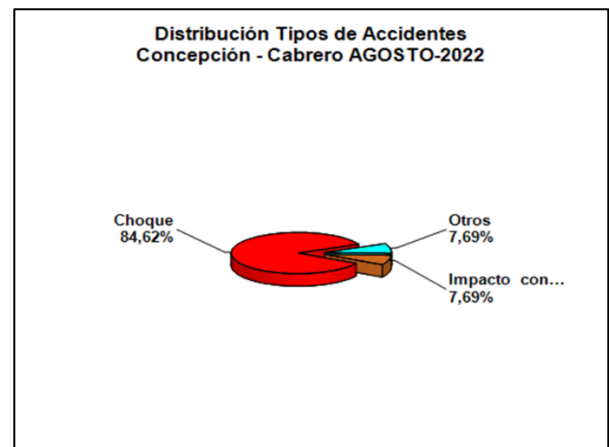 Distribución Tipos de Accidentes
Concepción - Cabrero AGOSTO-2022
Choque
84,62%
Otros
7,69%
Impacto con...
7,69%